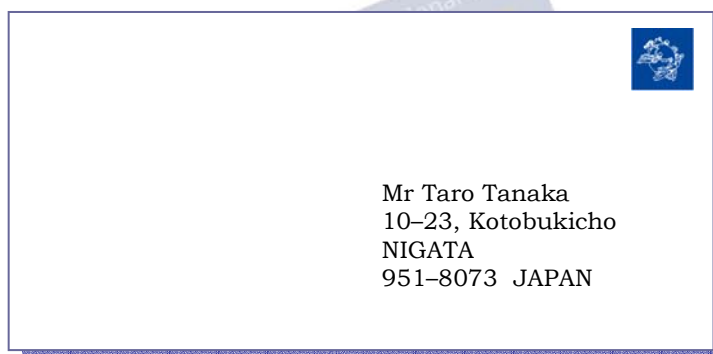 Mr Taro Tanaka
10–23, Kotobukicho
NIGATA
951–8073 JAPAN